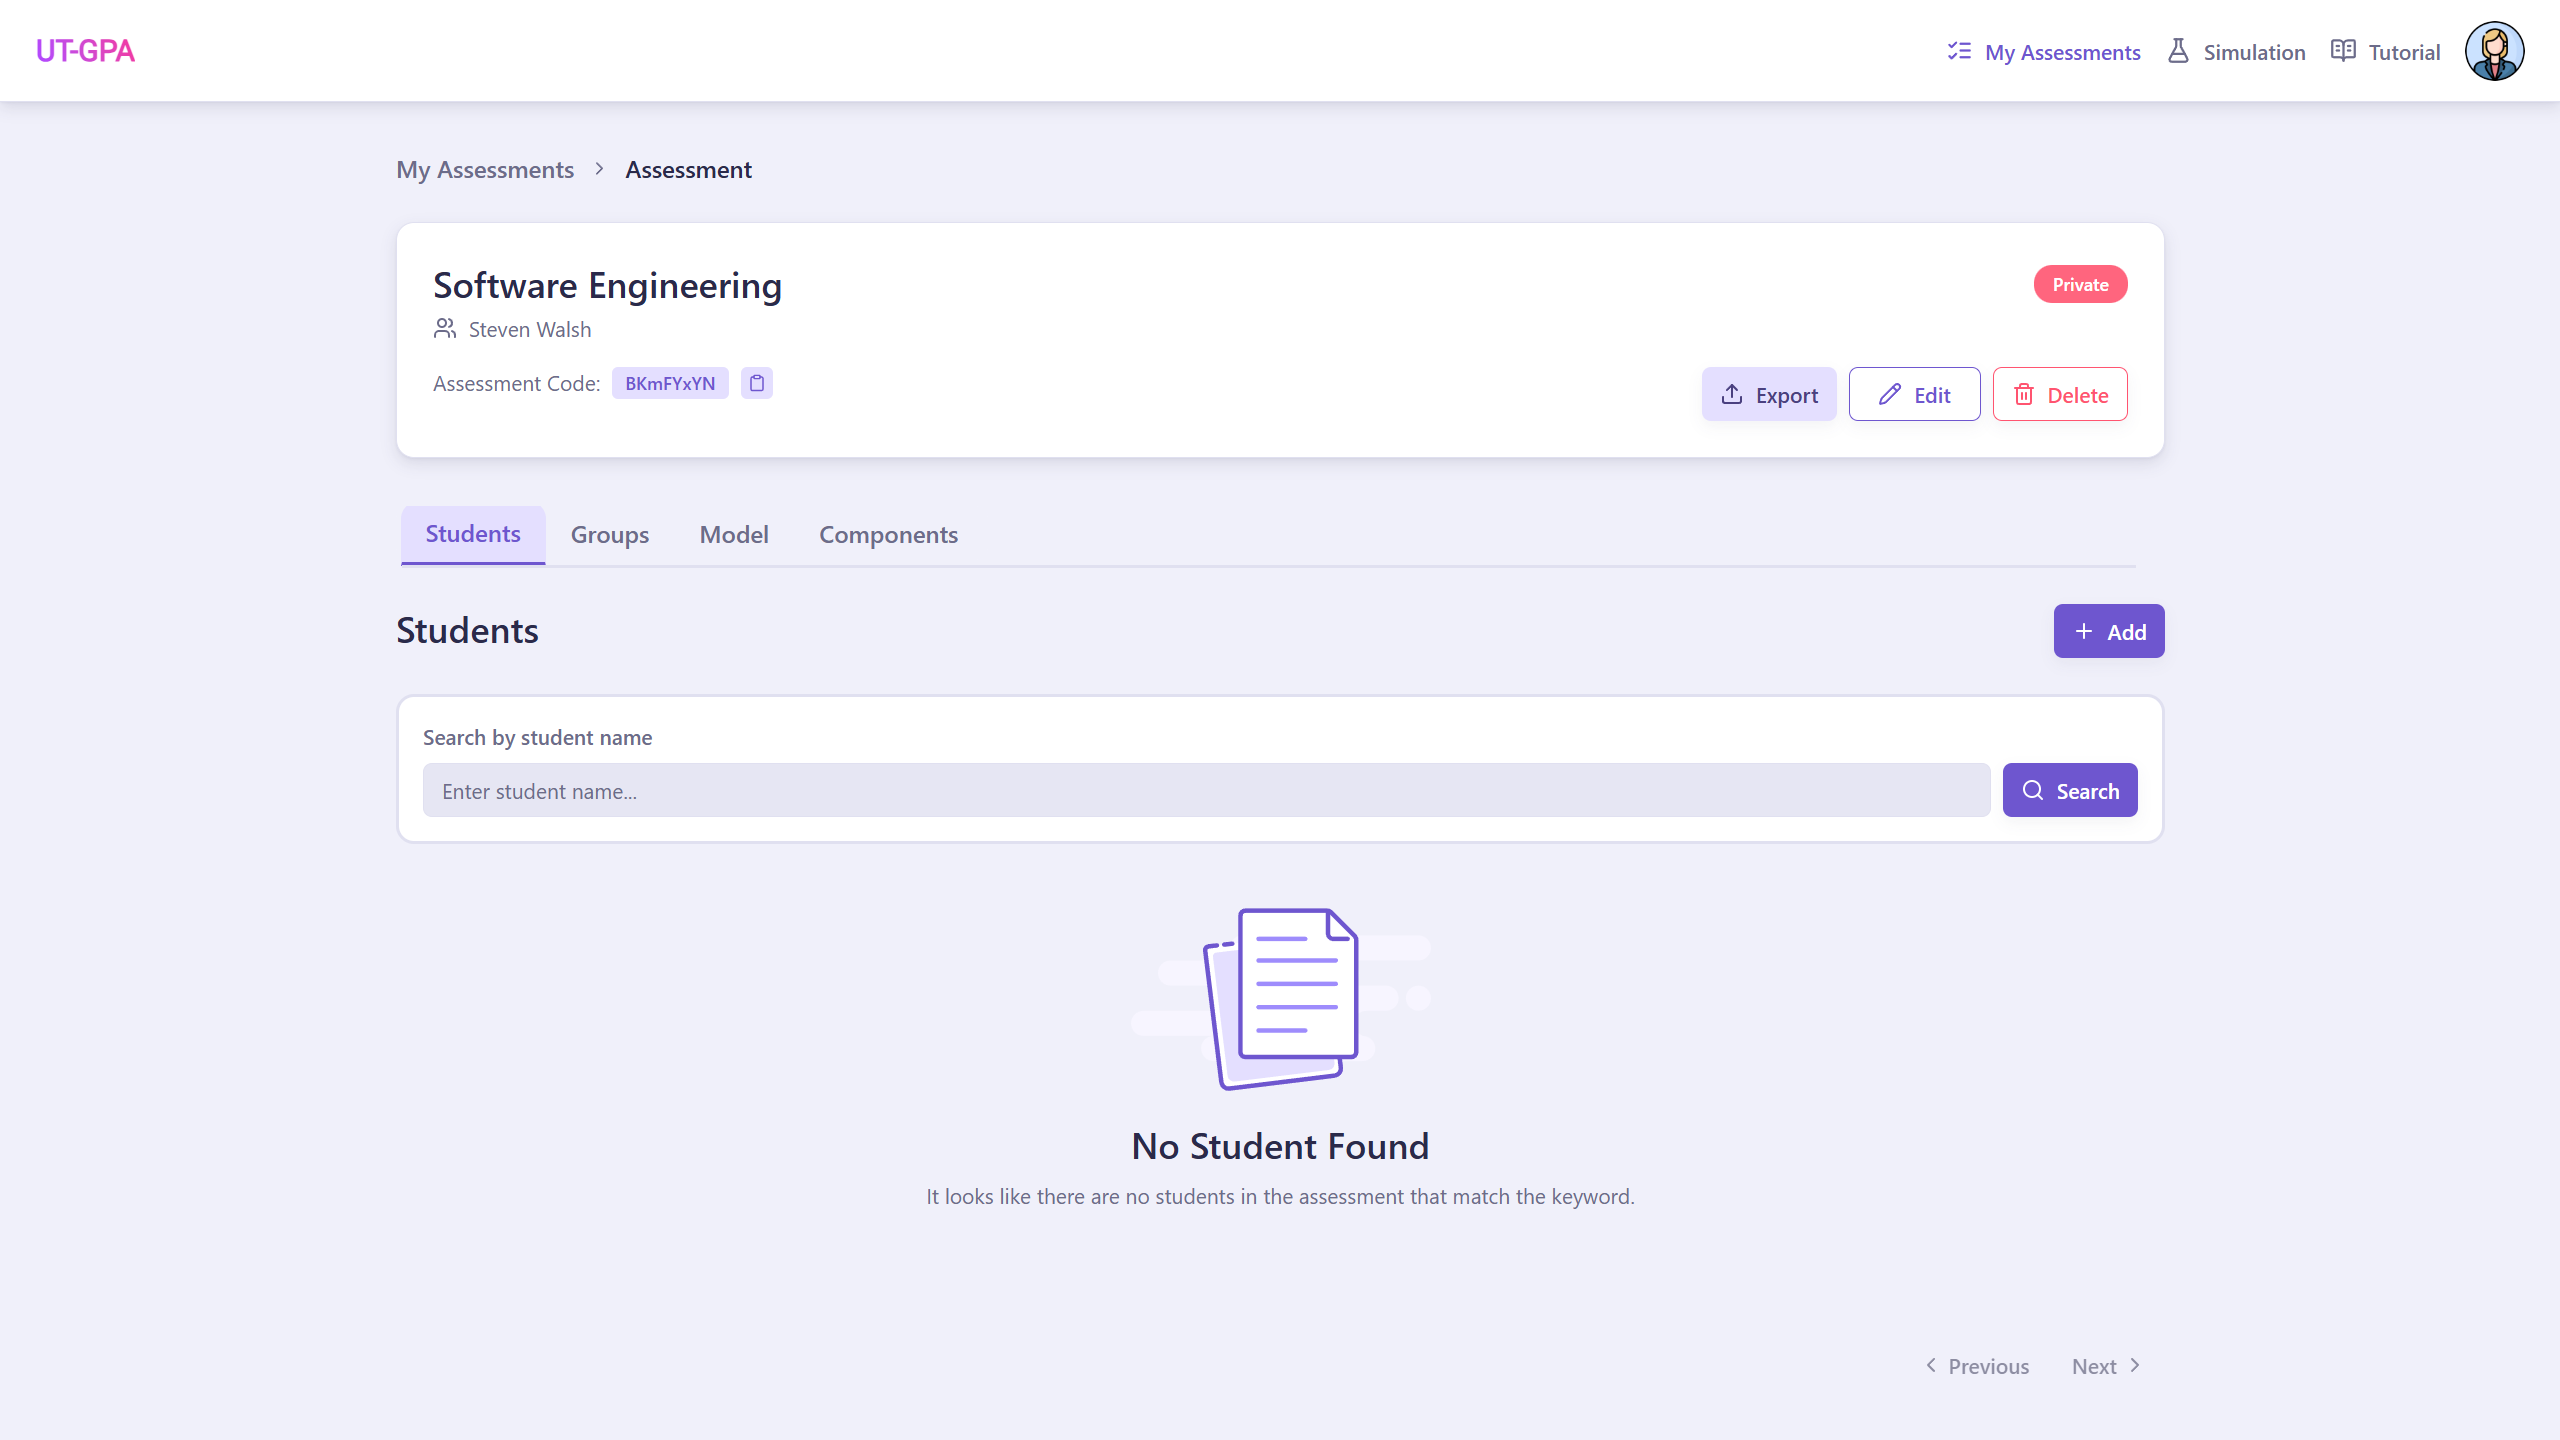 UT-GPA
My Assessments
Simulation
Tutorial
My Assessments > Assessment
Software Engineering
Private
Steven Walsh
Assessment Code: BKmFYxYN
Export
Edit
Delete
Students
Groups
Model
Components
Students
Add
Search by student name
Enter student name...
Search
No Student Found
It looks like there are no students in the assessment that match the keyword.
Previous
Next